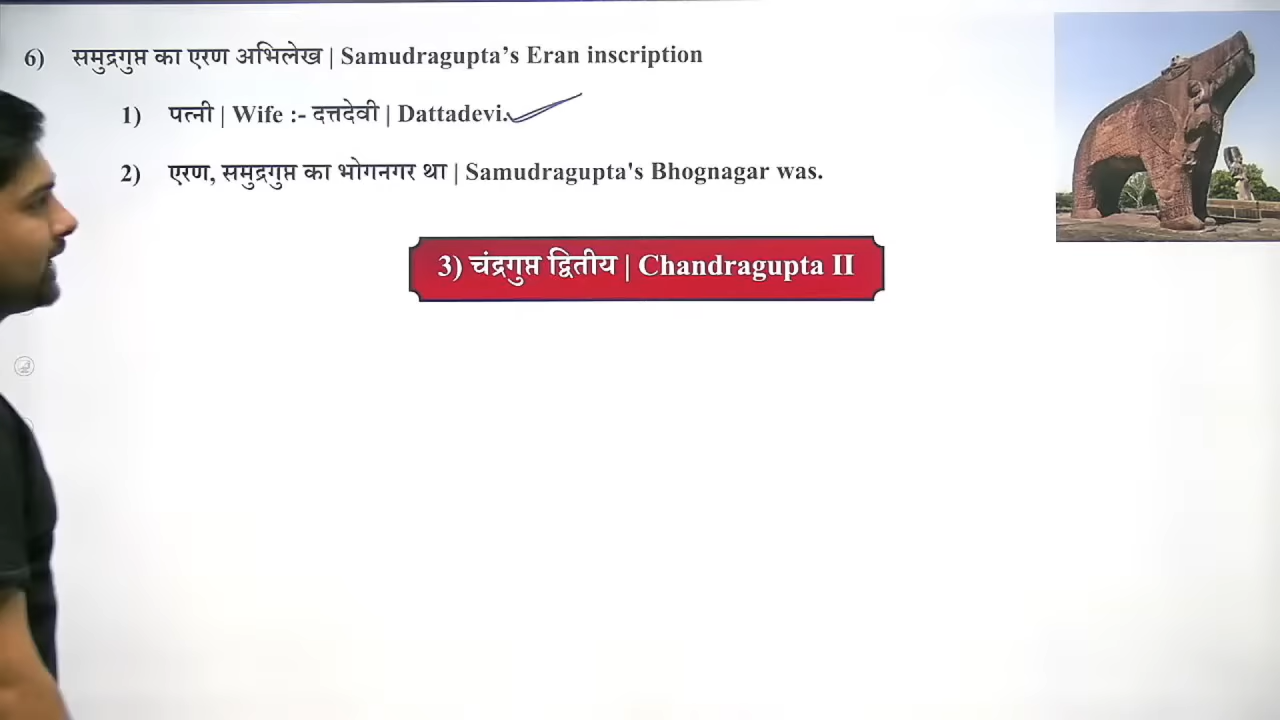 6) समुद्रगुप्त का एरण अभिलेख | Samudragupta’s Eran inscription
1) पत्नी | Wife :- दत्तदेवी | Dattadevi.
2) एरण, समुद्रगुप्त का भोगनगर था | Samudragupta's Bhognagar was.
3) चंद्रगुप्त द्वितीय | Chandragupta II